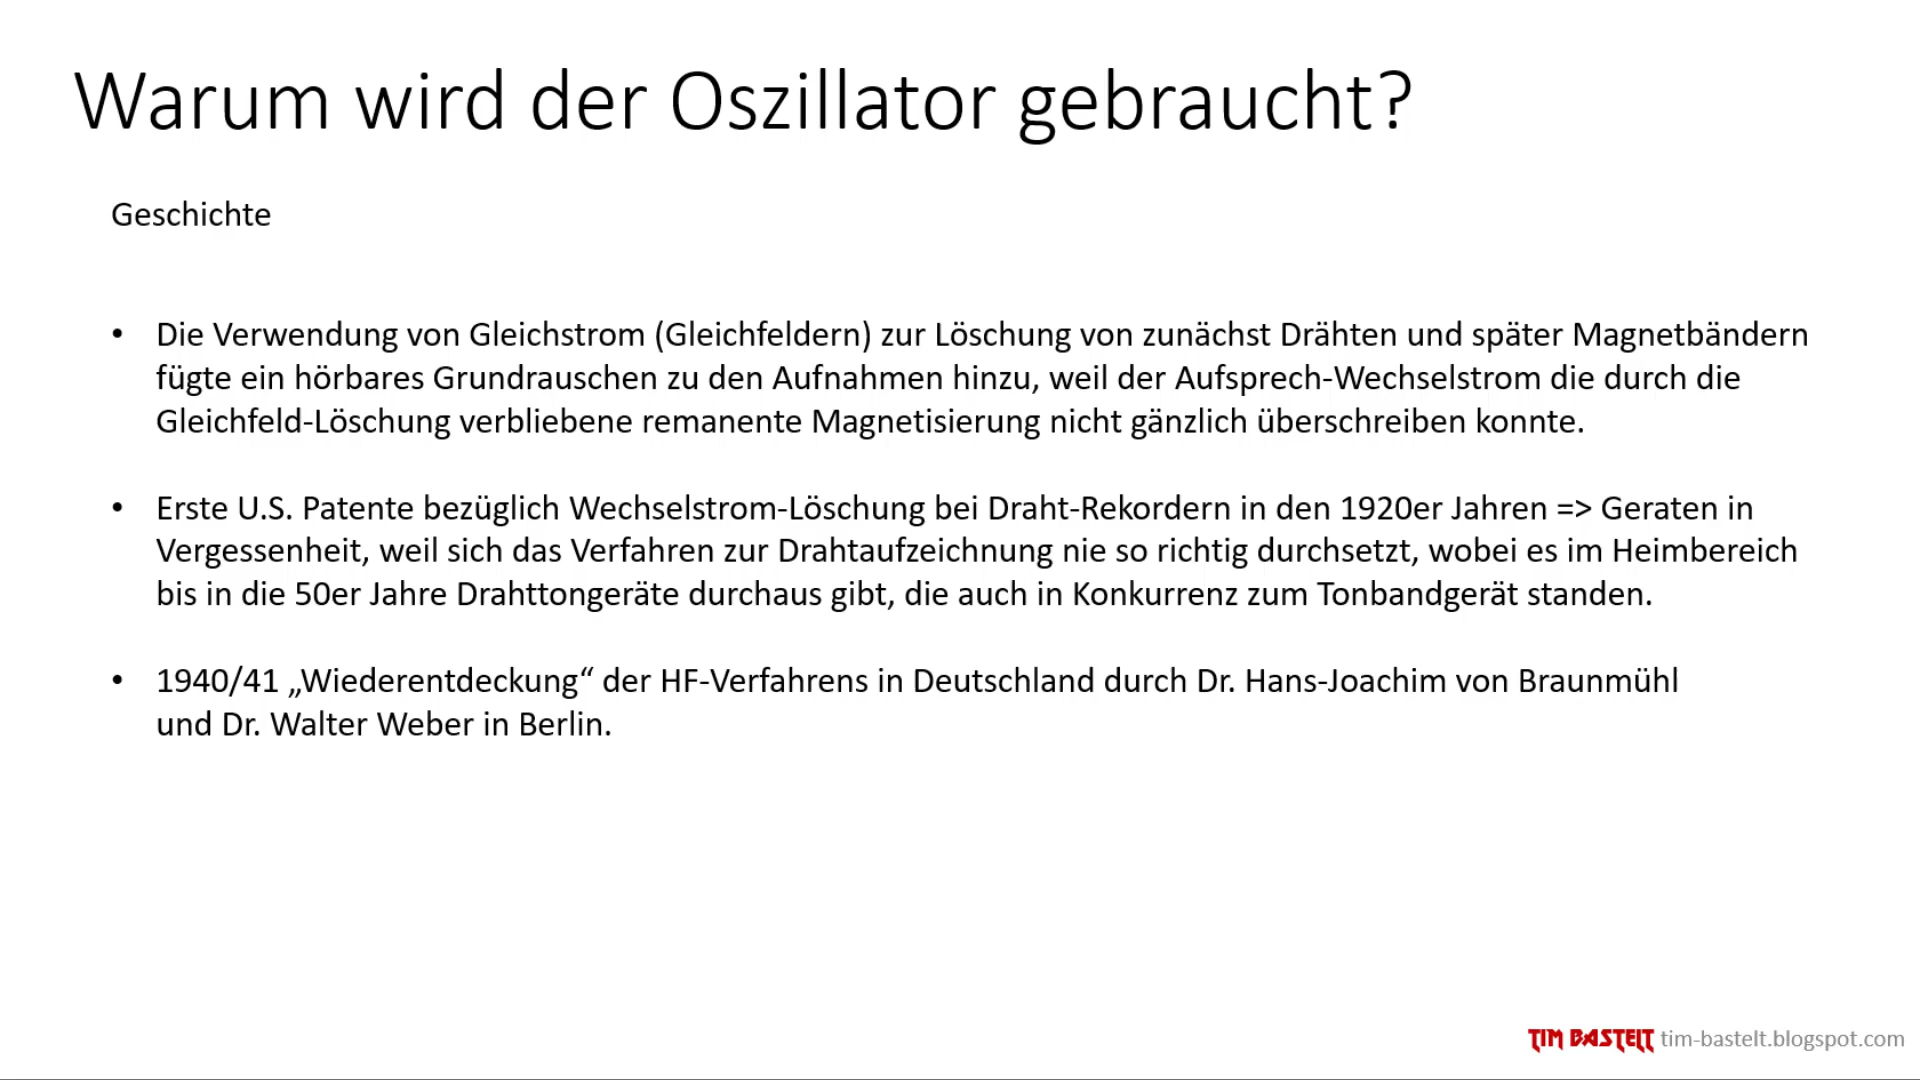 Warum wird der Oszillator gebraucht?
Geschichte
• Die Verwendung von Gleichstrom (Gleichfeldern) zur Löschung von zunächst Drähten und später Magnetbändern
fügte ein hörbares Grundrauschen zu den Aufnahmen hinzu, weil der Aufsprech-Wechselstrom die durch die
Gleichfeld-Löschung verbliebene remanente Magnetisierung nicht gänzlich überschreiben konnte.
• Erste U.S. Patente bezüglich Wechselstrom-Löschung bei Draht-Rekordern in den 1920er Jahren => Geraten in
Vergessenheit, weil sich das Verfahren zur Drahtaufzeichnung nie so richtig durchsetzt, wobei es im Heimbereich
bis in die 50er Jahre Drahttongeräte durchaus gibt, die auch in Konkurrenz zum Tonbandgerät standen.
• 1940/41 „Wiederentdeckung“ der HF-Verfahrens in Deutschland durch Dr. Hans-Joachim von Braunmühl
und Dr. Walter Weber in Berlin.
TIM BASTELT tim-bastelt.blogspot.com